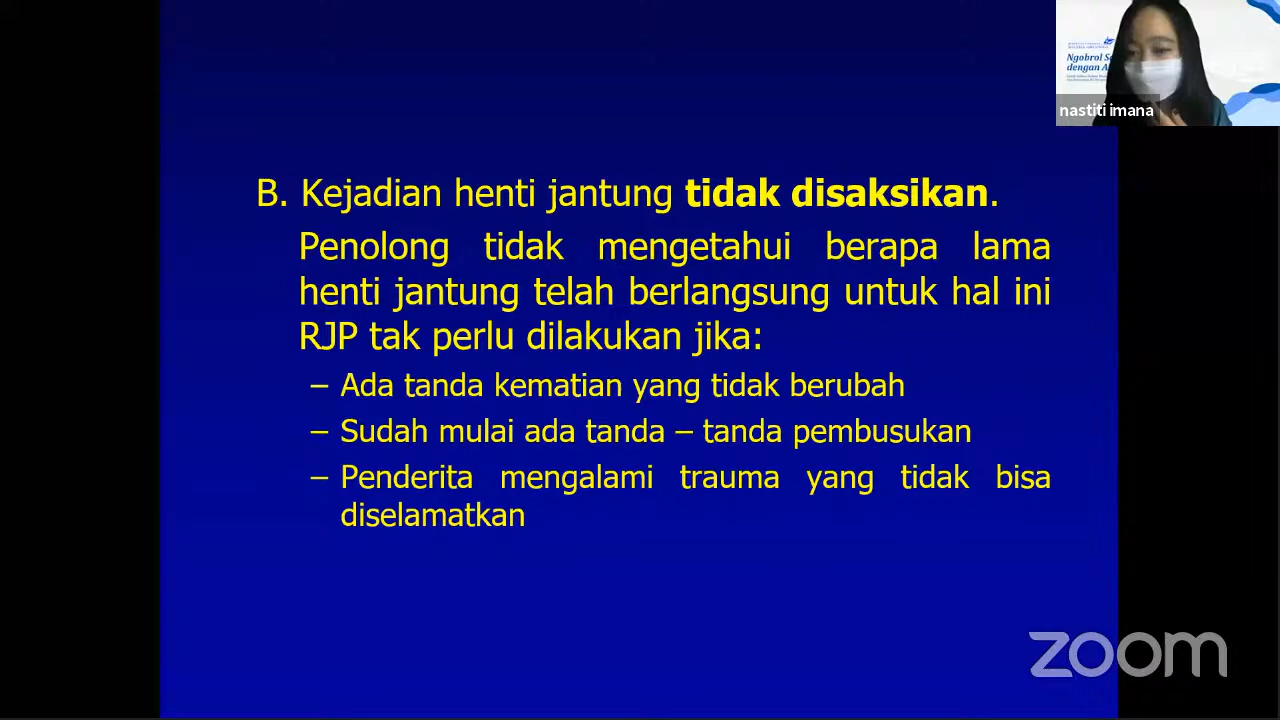 B. Kejadian henti jantung tidak disaksikan.
Penolong tidak mengetahui berapa lama
henti jantung telah berlangsung untuk hal ini
RJP tak perlu dilakukan jika:
– Ada tanda kematian yang tidak berubah
– Sudah mulai ada tanda – tanda pembusukan
– Penderita mengalami trauma yang tidak bisa
diselamatkan
Ngobrol
dengan
nastiti imana
zoom